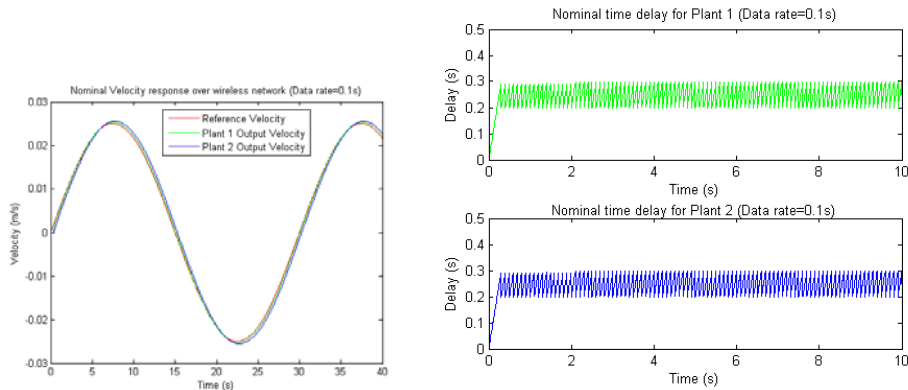 Nominal Velocity response over wireless network (Data rate=0.1s)
0.03
0.02
0.01
0
-0.01
-0.02
-0.03
Velocity (m/s)
Reference Velocity
Plant 1 Output Velocity
Plant 2 Output Velocity
0 5 10 15 20 25 30 35 40
Time (s)
Nominal time delay for Plant 1 (Data rate=0.1s)
0.5
0.4
0.3
0.2
0.1
0
Delay (s)
0 2 4 6 8 10
Time (s)
Nominal time delay for Plant 2 (Data rate=0.1s)
0.5
0.4
0.3
0.2
0.1
0
Delay (s)
0 2 4 6 8 10
Time (s)